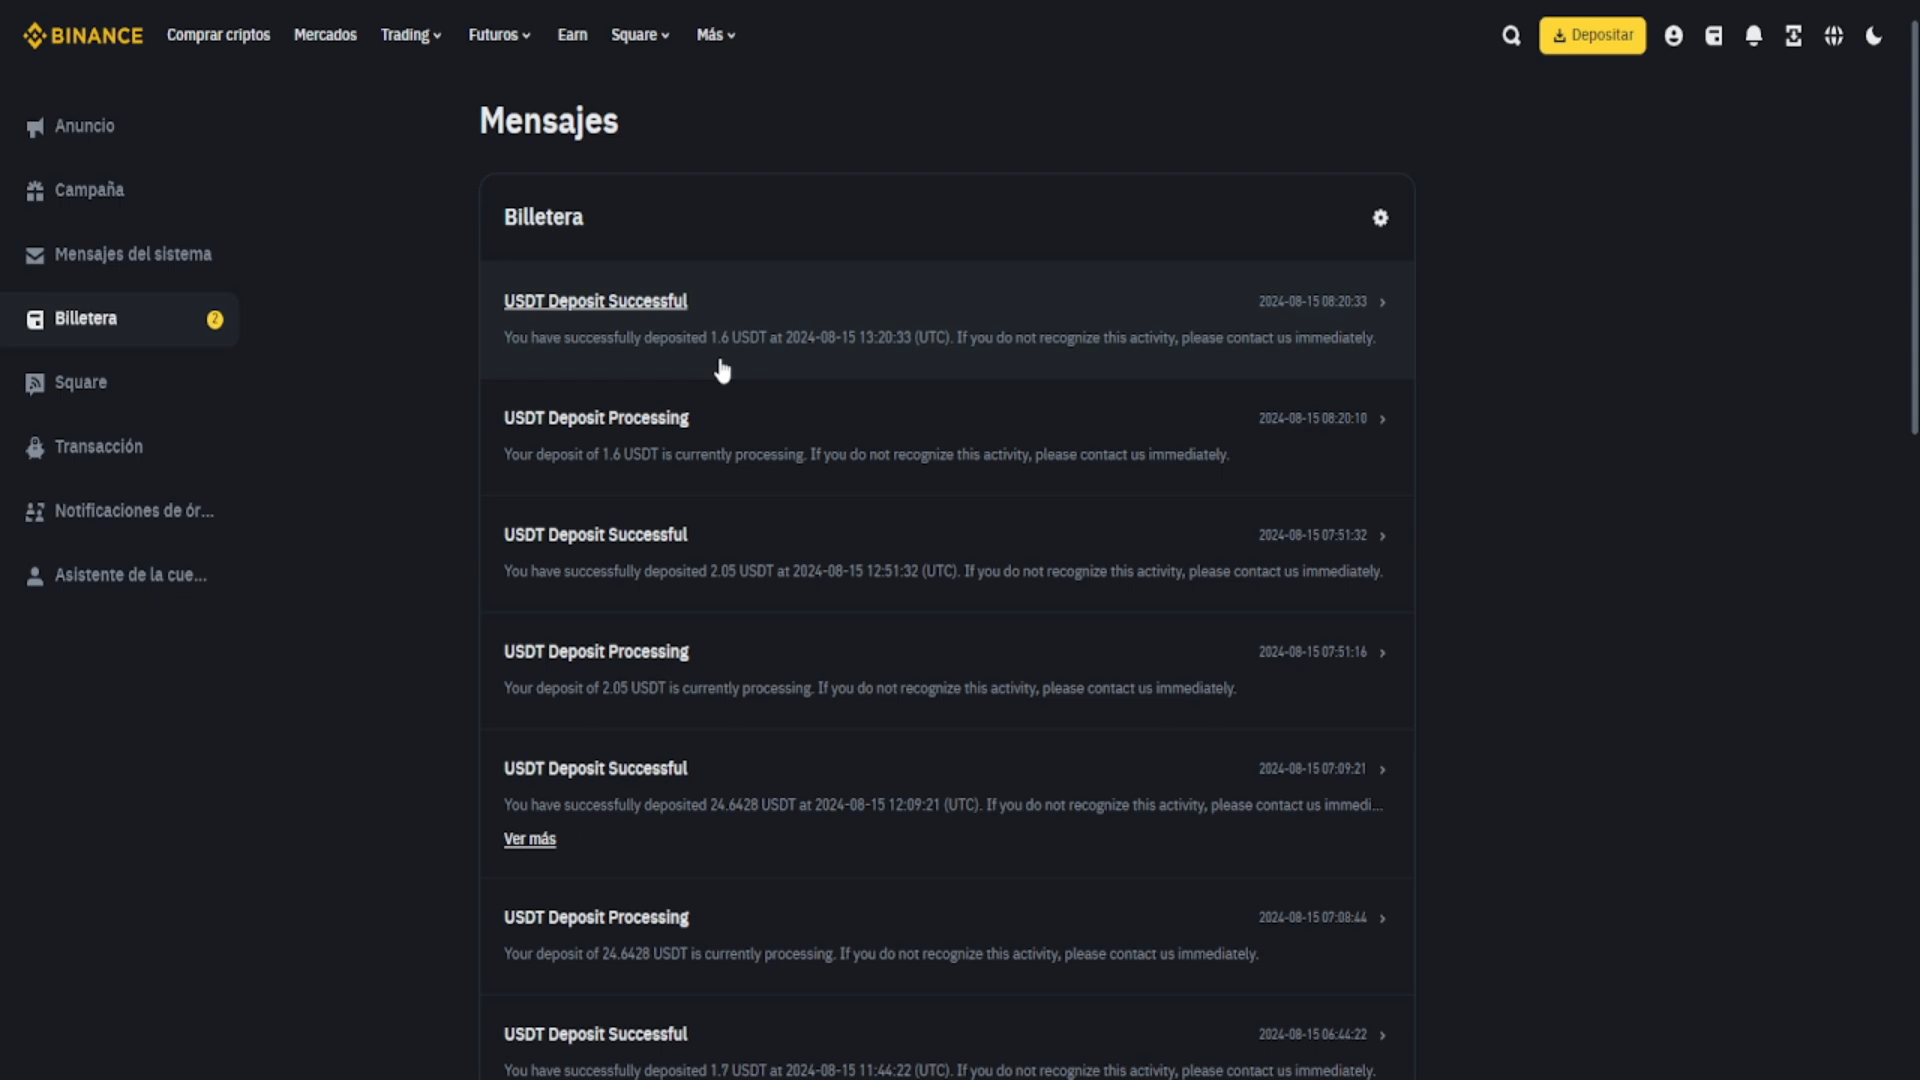 BINANCE Comprar criptos Mercados Trading Futuros Earn Square Más Depositar
Anuncio
Campaña
Mensajes del sistema
Billetera 2
Square
Transacción
Notificaciones de ór...
Asistente de la cue...
Mensajes
Billetera
USDT Deposit Successful 2024-08-15 08:20:33
You have successfully deposited 1.6 USDT at 2024-08-15 13:20:33 (UTC). If you do not recognize this activity, please contact us immediately.
USDT Deposit Processing 2024-08-15 08:20:10
Your deposit of 1.6 USDT is currently processing. If you do not recognize this activity, please contact us immediately.
USDT Deposit Successful 2024-08-15 07:51:32
You have successfully deposited 2.05 USDT at 2024-08-15 12:51:32 (UTC). If you do not recognize this activity, please contact us immediately.
USDT Deposit Processing 2024-08-15 07:51:16
Your deposit of 2.05 USDT is currently processing. If you do not recognize this activity, please contact us immediately.
USDT Deposit Successful 2024-08-15 07:09:21
You have successfully deposited 24.6428 USDT at 2024-08-15 12:09:21 (UTC). If you do not recognize this activity, please contact us immedi...
Ver más
USDT Deposit Processing 2024-08-15 07:08:44
Your deposit of 24.6428 USDT is currently processing. If you do not recognize this activity, please contact us immediately.
USDT Deposit Successful 2024-08-15 06:44:22
You have successfully deposited 1.7 USDT at 2024-08-15 11:44:22 (UTC). If you do not recognize this activity, please contact us immediately.